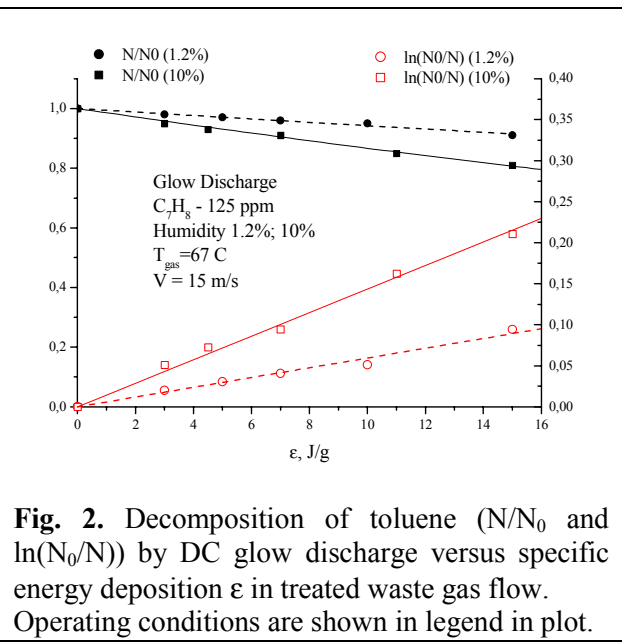 N/N0 (1.2%)
N/N0 (10%)
ln(N0/N) (1.2%)
ln(N0/N) (10%)
1,0
0,8
0,6
0,4
0,2
0,0
0,40
0,35
0,30
0,25
0,20
0,15
0,10
0,05
0,00
Glow Discharge
C₇H₈ - 125 ppm
Humidity 1.2%; 10%
T_gas=67 C
V = 15 m/s
0 2 4 6 8 10 12 14 16
ε, J/g
Fig. 2. Decomposition of toluene (N/N₀ and
ln(N₀/N)) by DC glow discharge versus specific
energy deposition ε in treated waste gas flow.
Operating conditions are shown in legend in plot.